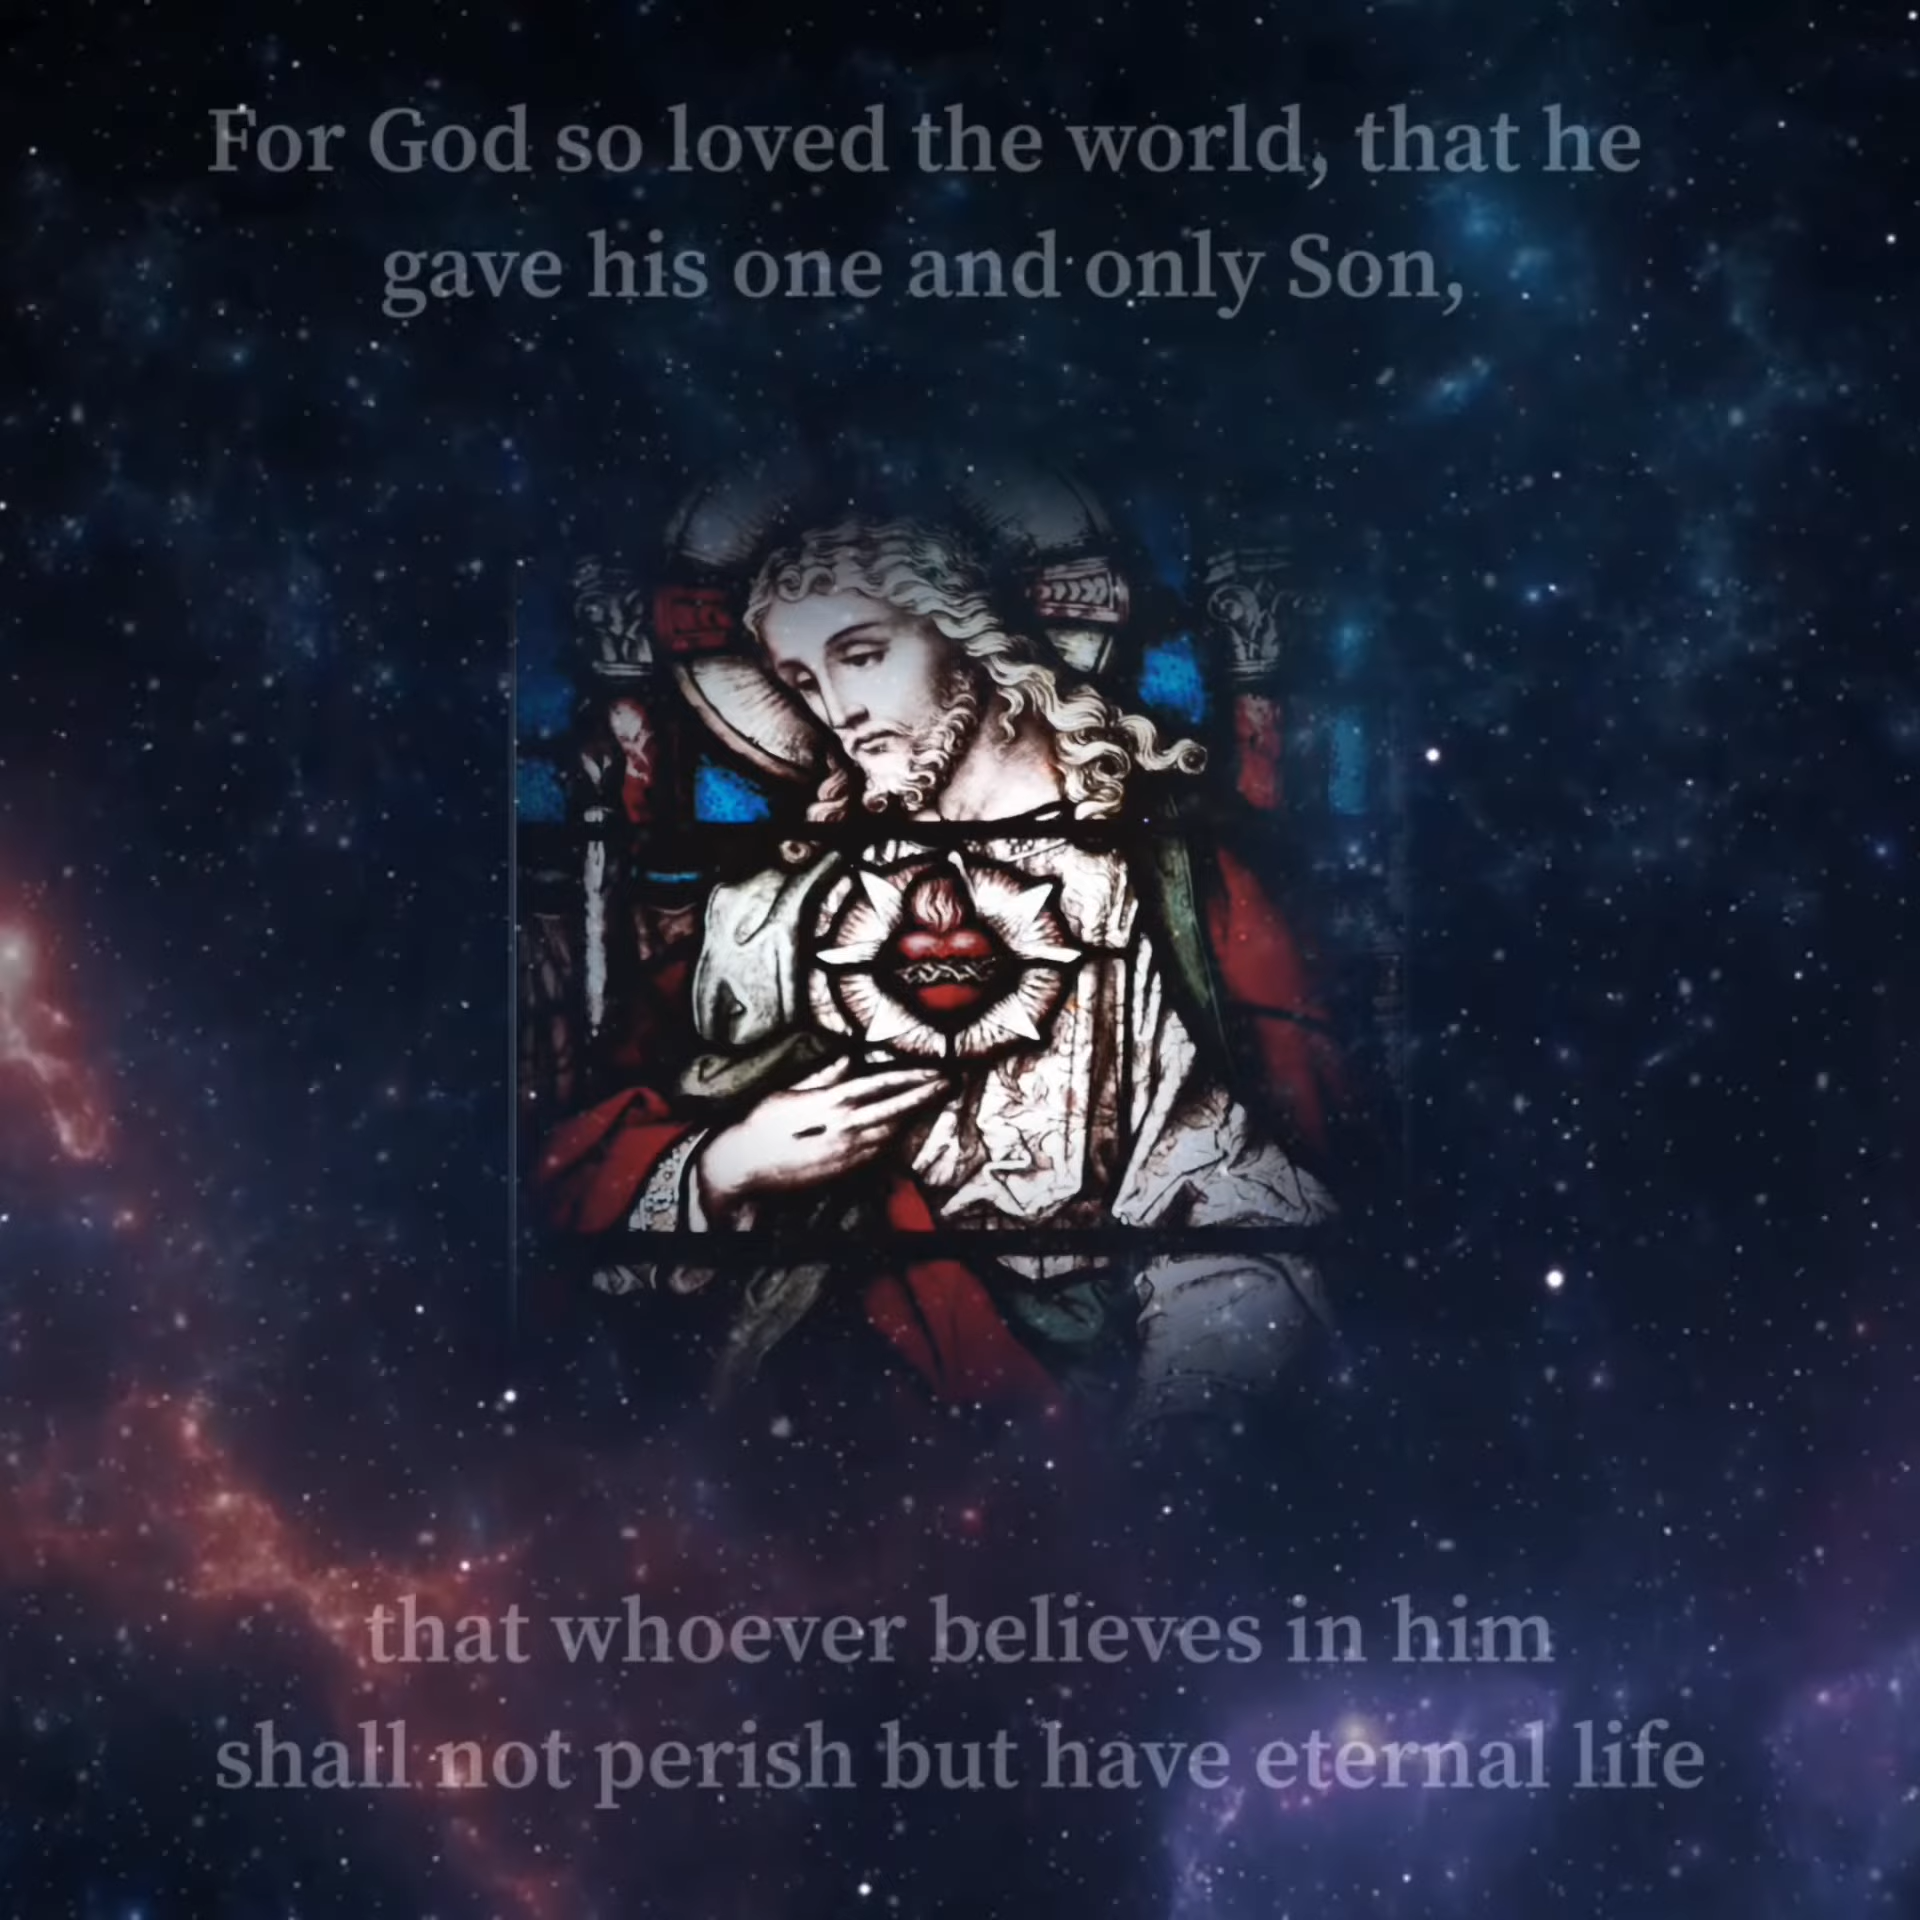 For God so loved the world, that he
gave his one and only Son,
that whoever believes in him
shall not perish but have eternal life